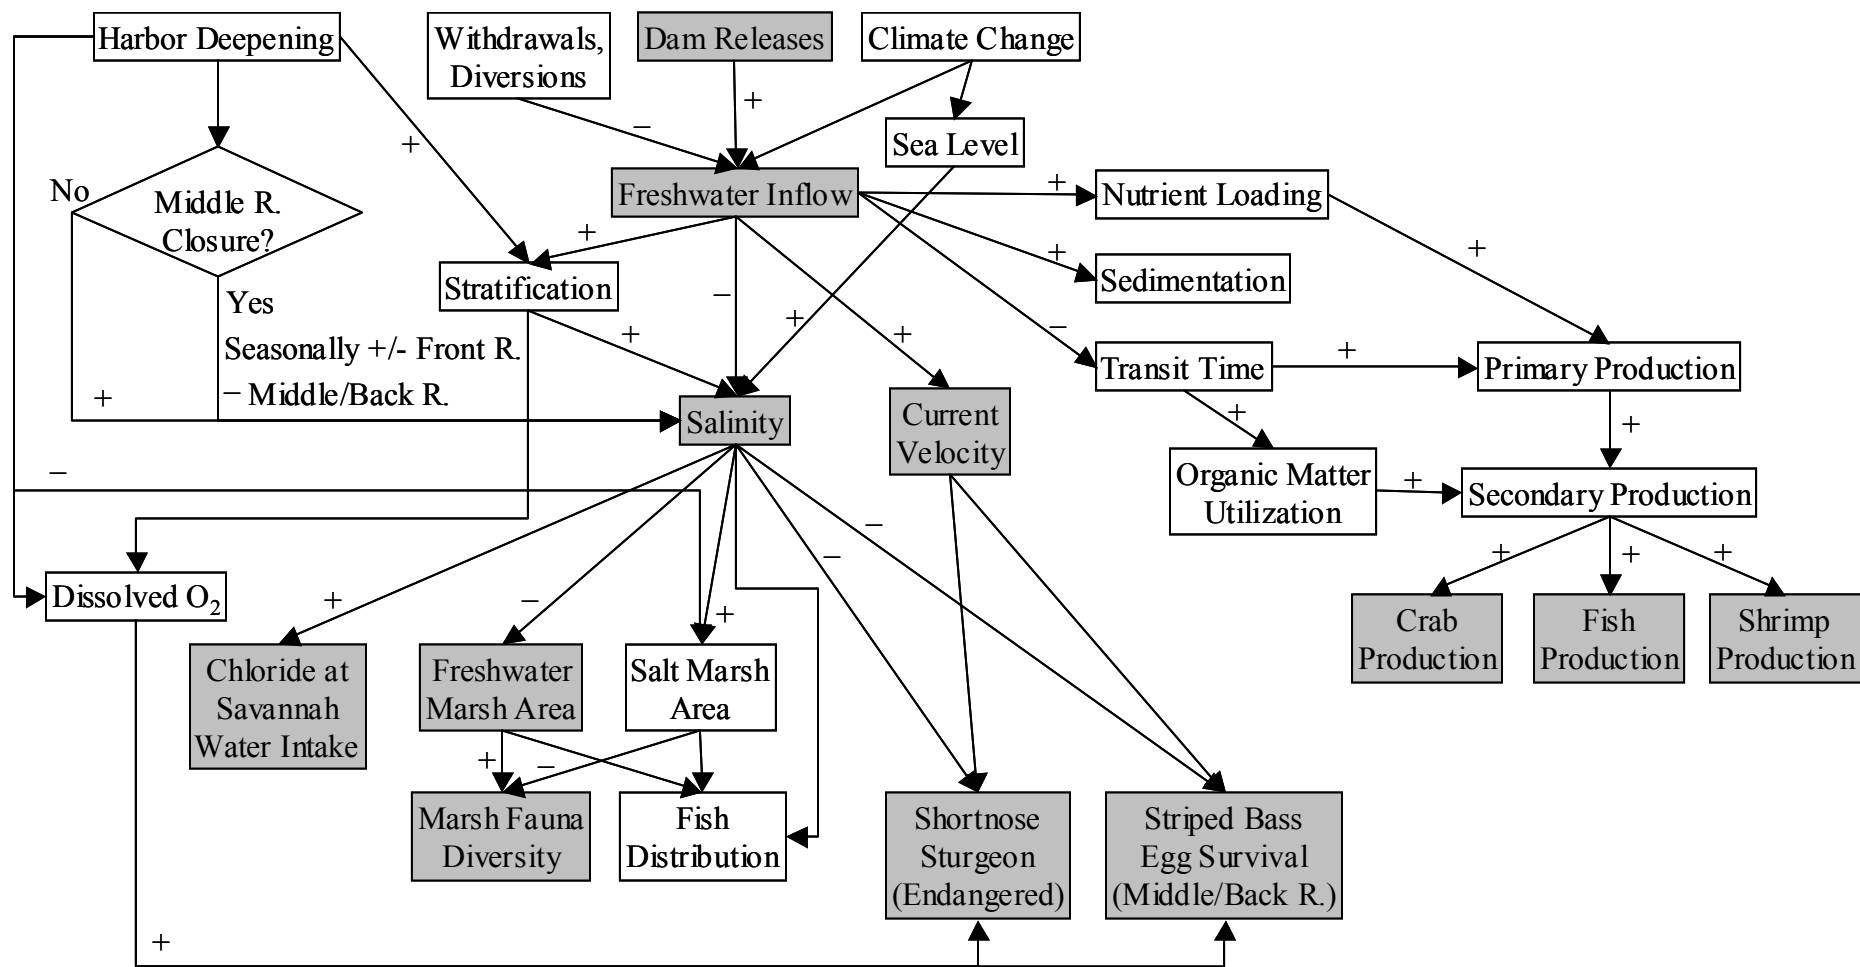 Harbor Deepening
Withdrawals,
Diversions
Dam Releases
Climate Change
+
−
+
Sea Level
No
Middle R.
Closure?
Freshwater Inflow
+
Nutrient Loading
+
+
+
Sedimentation
Stratification
Yes
−
+
+
+
−
Seasonally +/- Front R.
− Middle/Back R.
+
Transit Time
+
Primary Production
Salinity
Current
Velocity
+
+
−
Organic Matter
Utilization
+
Secondary Production
−
−
+
+
+
Dissolved O₂
+
−
+
Crab
Production
Fish
Production
Shrimp
Production
Chloride at
Savannah
Water Intake
Freshwater
Marsh Area
Salt Marsh
Area
+
−
Marsh Fauna
Diversity
Fish
Distribution
Shortnose
Sturgeon
(Endangered)
Striped Bass
Egg Survival
(Middle/Back R.)
+